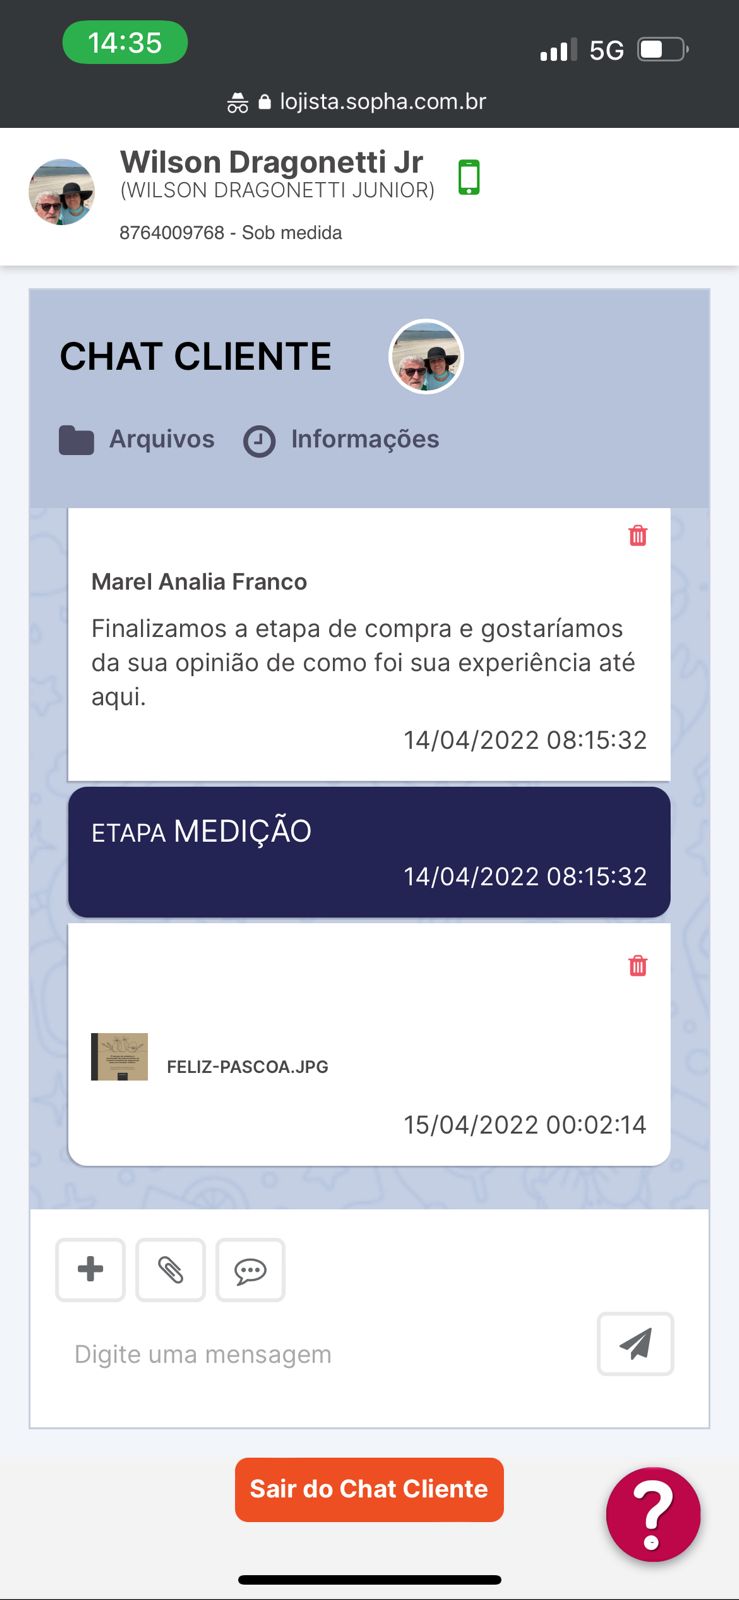 14:35
5G
lojista.sopha.com.br
Wilson Dragonetti Jr
(WILSON DRAGONETTI JUNIOR)
8764009768 - Sob medida
CHAT CLIENTE
Arquivos
Informações
Marel Analia Franco
Finalizamos a etapa de compra e gostaríamos
da sua opinião de como foi sua experiência até
aqui.
14/04/2022 08:15:32
ETAPA MEDIÇÃO
14/04/2022 08:15:32
FELIZ-PASCOA.JPG
15/04/2022 00:02:14
Digite uma mensagem
Sair do Chat Cliente
?